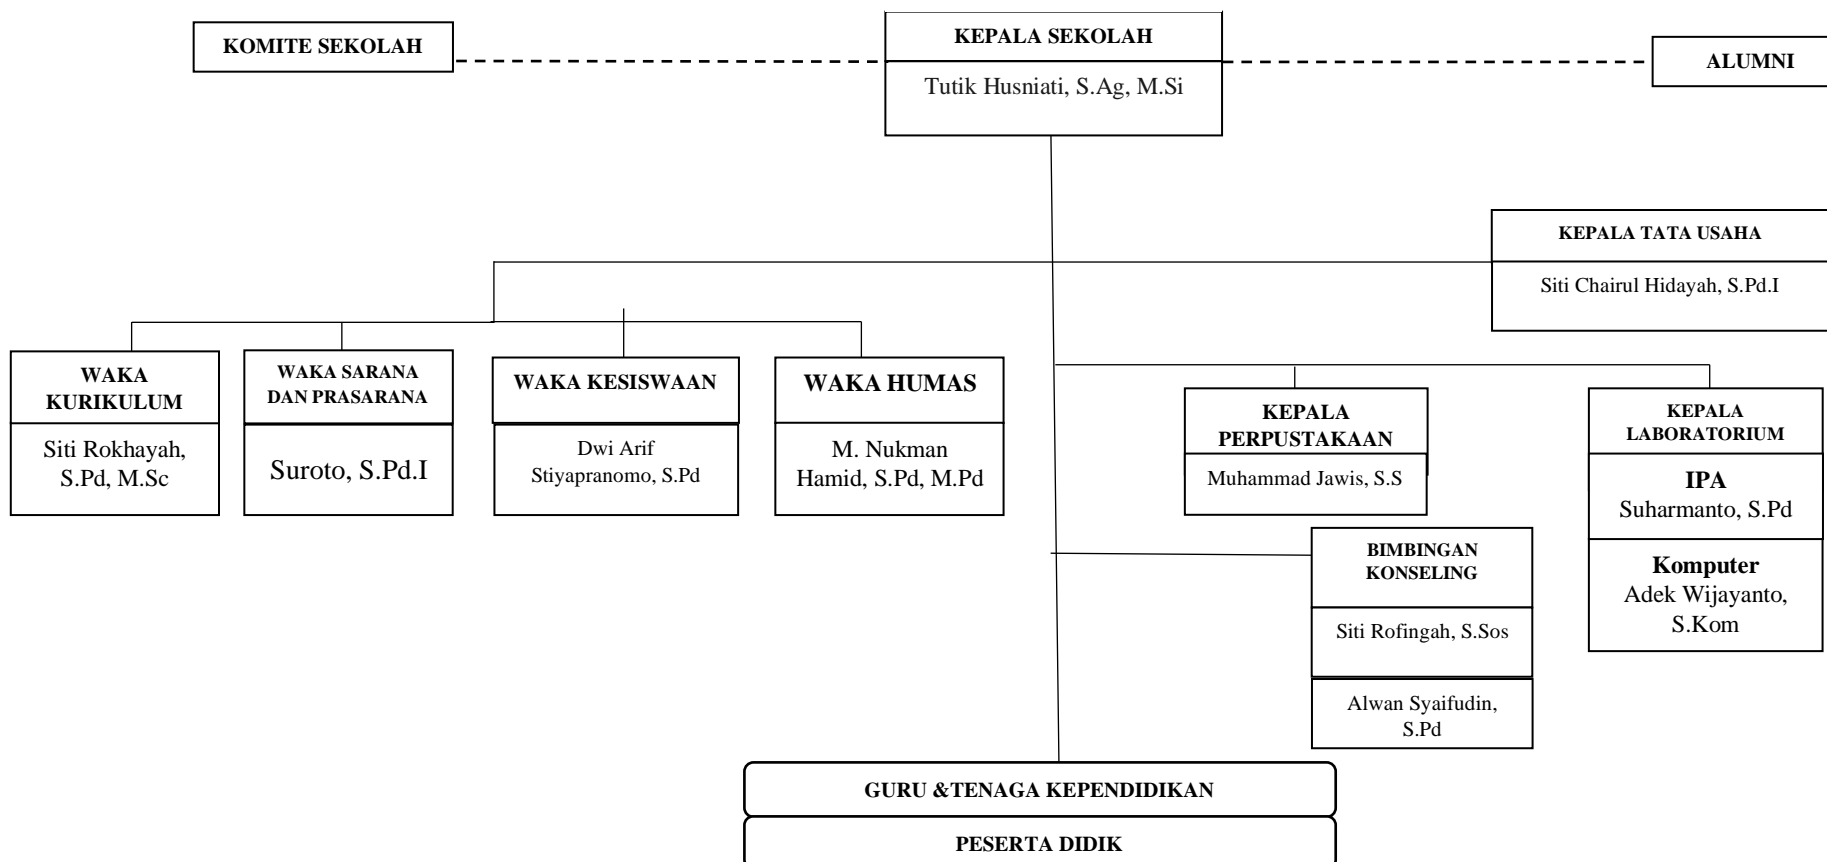 KOMITE SEKOLAH
KEPALA SEKOLAH
Tutik Husniati, S.Ag, M.Si
ALUMNI
KEPALA TATA USAHA
Siti Chairul Hidayah, S.Pd.I
WAKA
KURIKULUM
Siti Rokhayah,
S.Pd, M.Sc
WAKA SARANA
DAN PRASARANA
Suroto, S.Pd.I
WAKA KESISWAAN
Dwi Arif
Stiyapranomo, S.Pd
WAKA HUMAS
M. Nukman
Hamid, S.Pd, M.Pd
KEPALA
PERPUSTAKAAN
Muhammad Jawis, S.S
KEPALA
LABORATORIUM
IPA
Suharmanto, S.Pd
Komputer
Adek Wijayanto,
S.Kom
BIMBINGAN
KONSELING
Siti Rofingah, S.Sos
Alwan Syaifudin,
S.Pd
GURU &TENAGA KEPENDIDIKAN
PESERTA DIDIK